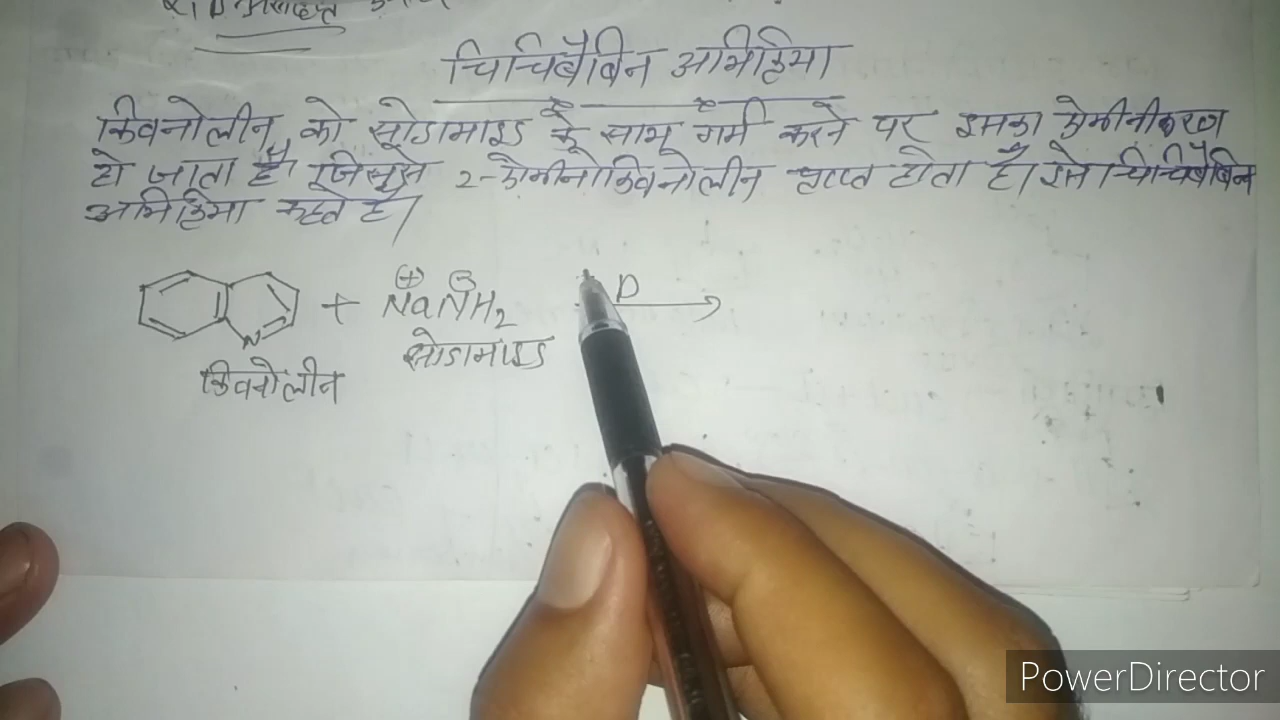 चिचिबैबिन अभिक्रिया
क्विनोलीन को सोडामाइड के साथ गर्म करने पर इसका ऐमीनीकरण
हो जाता है जिससे 2-ऐमीनोक्विनोलीन प्राप्त होता है। इसे चिचिबैबिन
अभिक्रिया कहते है।
N + NaNH2 D
सोडामाइड
क्विनोलीन
PowerDirector